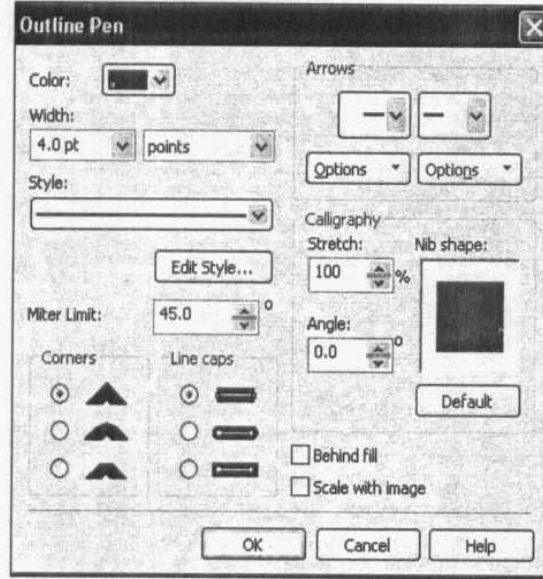 Outline Pen
Color:
Width:
4.0 pt points
Style:
Edit Style...
Miter Limit: 45.0 °
Corners Line caps
Arrows
Options Options
Calligraphy
Stretch: Nib shape:
100 %
Angle:
0.0 °
Default
Behind fill
Scale with image
OK Cancel Help